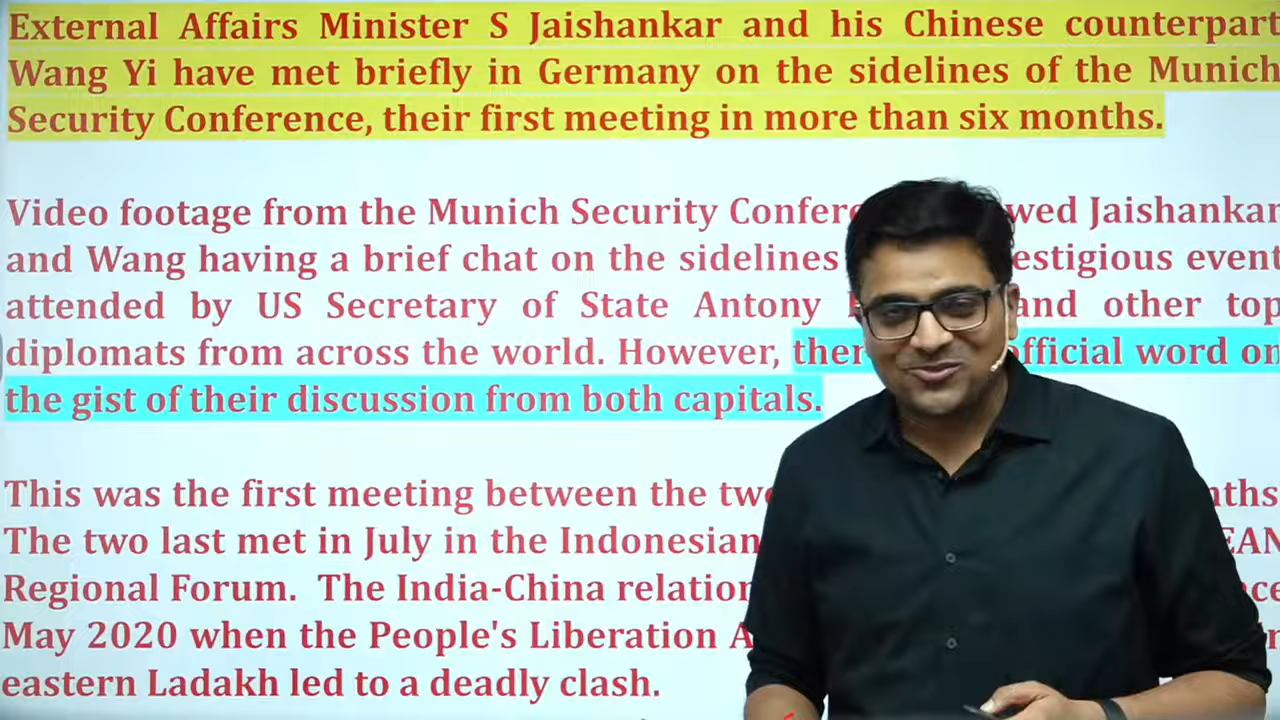 External Affairs Minister S Jaishankar and his Chinese counterpart
Wang Yi have met briefly in Germany on the sidelines of the Munich
Security Conference, their first meeting in more than six months.
Video footage from the Munich Security Confer wed Jaishankar
and Wang having a brief chat on the sidelines estigious event
attended by US Secretary of State Antony and other top
diplomats from across the world. However, ther official word on
the gist of their discussion from both capitals.
This was the first meeting between the two nths
The two last met in July in the Indonesian EAN
Regional Forum. The India-China relation ce
May 2020 when the People's Liberation A n
eastern Ladakh led to a deadly clash.